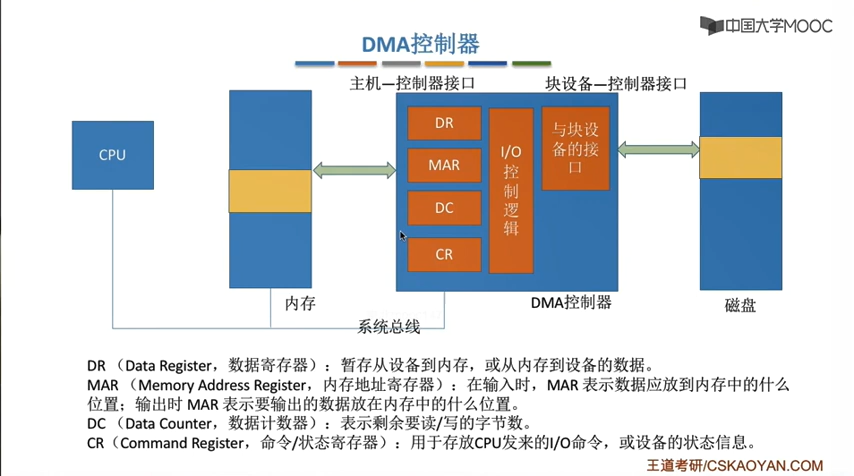 中国大学MOOC
DMA控制器
主机—控制器接口
块设备—控制器接口
CPU
DR
MAR
DC
CR
I/O
控
制
逻
辑
与块设
备的接
口
内存
DMA控制器
磁盘
系统总线
DR （Data Register，数据寄存器）：暂存从设备到内存，或从内存到设备的数据。
MAR （Memory Address Register，内存地址寄存器）：在输入时，MAR 表示数据应放到内存中的什么
位置；输出时 MAR 表示要输出的数据放在内存中的什么位置。
DC （Data Counter，数据计数器）：表示剩余要读/写的字节数。
CR（Command Register，命令/状态寄存器）：用于存放CPU发来的I/O命令，或设备的状态信息。
王道考研/CSKAOYAN.COM